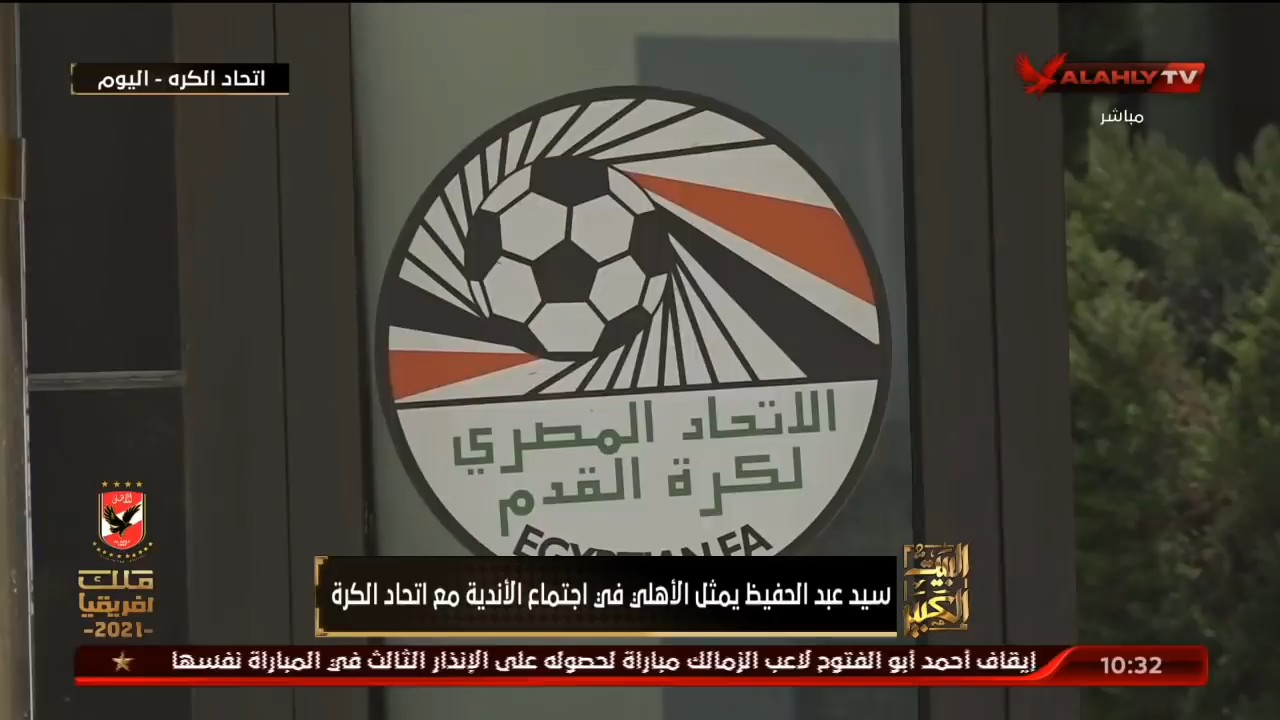 اتحاد الكره - اليوم
ALAHLY TV
مباشر
الاتحاد المصري
لكرة القدم
EGYPTIAN FA
ملك
افريقيا
-2021-
البيت
الكبير
سيد عبد الحفيظ يمثل الأهلي في اجتماع الأندية مع اتحاد الكرة
إيقاف أحمد أبو الفتوح لاعب الزمالك مباراة لحصوله على الإنذار الثالث في المباراة نفسها
10:32